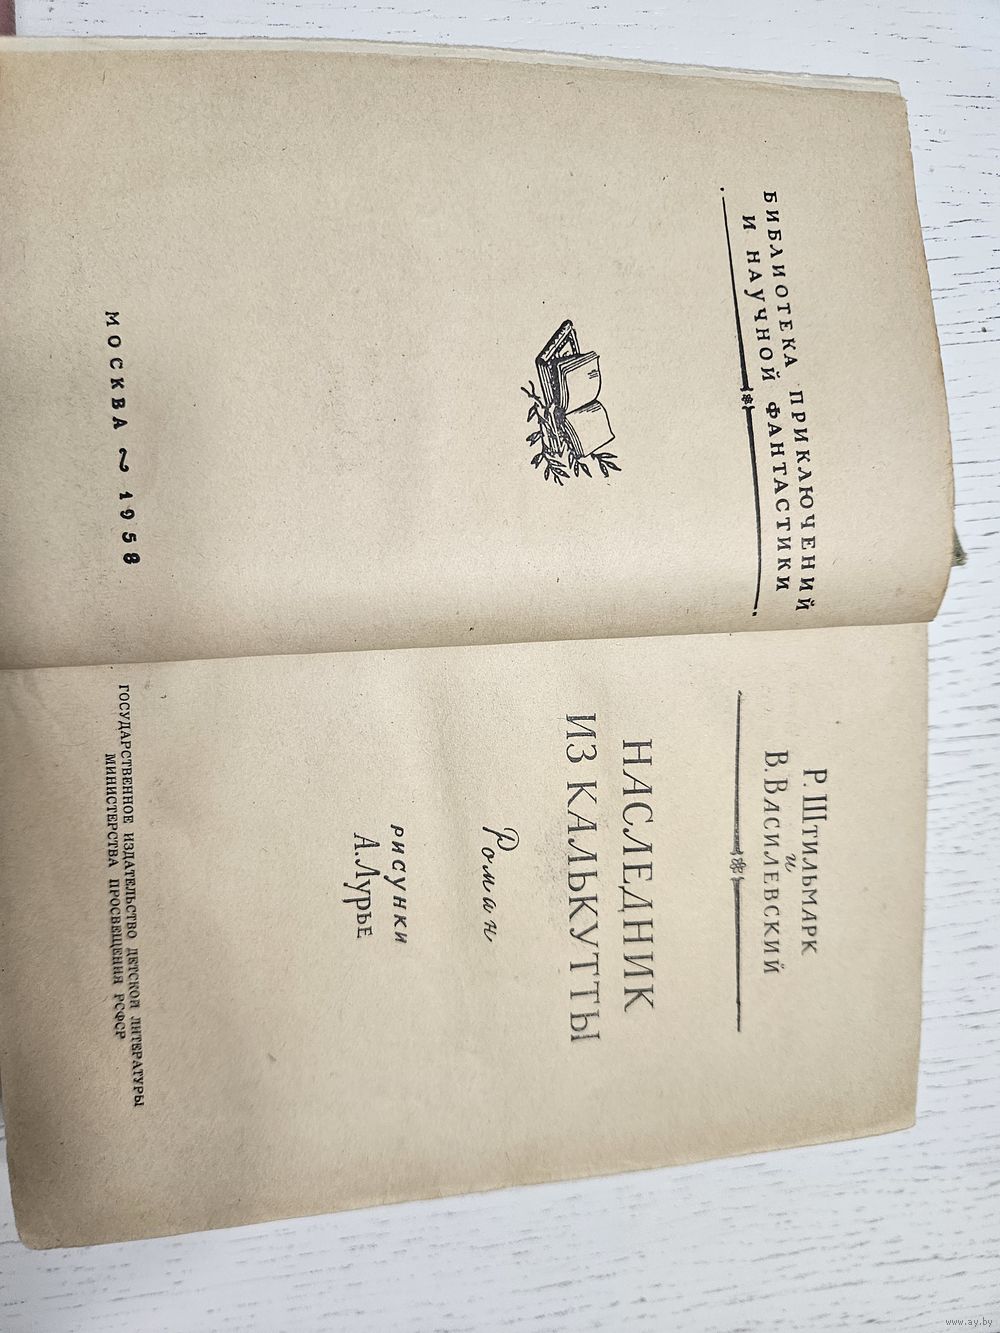 БИБЛИОТЕКА ПРИКЛЮЧЕНИЙ
И НАУЧНОЙ ФАНТАСТИКИ
МОСКВА ~ 1958
Р. ШТИЛЬМАРК
и
В. ВАСИЛЕВСКИЙ
НАСЛЕДНИК
ИЗ КАЛЬКУТТЫ
Роман
РИСУНКИ
А. ЛУРЬЕ
ГОСУДАРСТВЕННОЕ ИЗДАТЕЛЬСТВО ДЕТСКОЙ ЛИТЕРАТУРЫ
МИНИСТЕРСТВА ПРОСВЕЩЕНИЯ РСФСР
www.ay.by